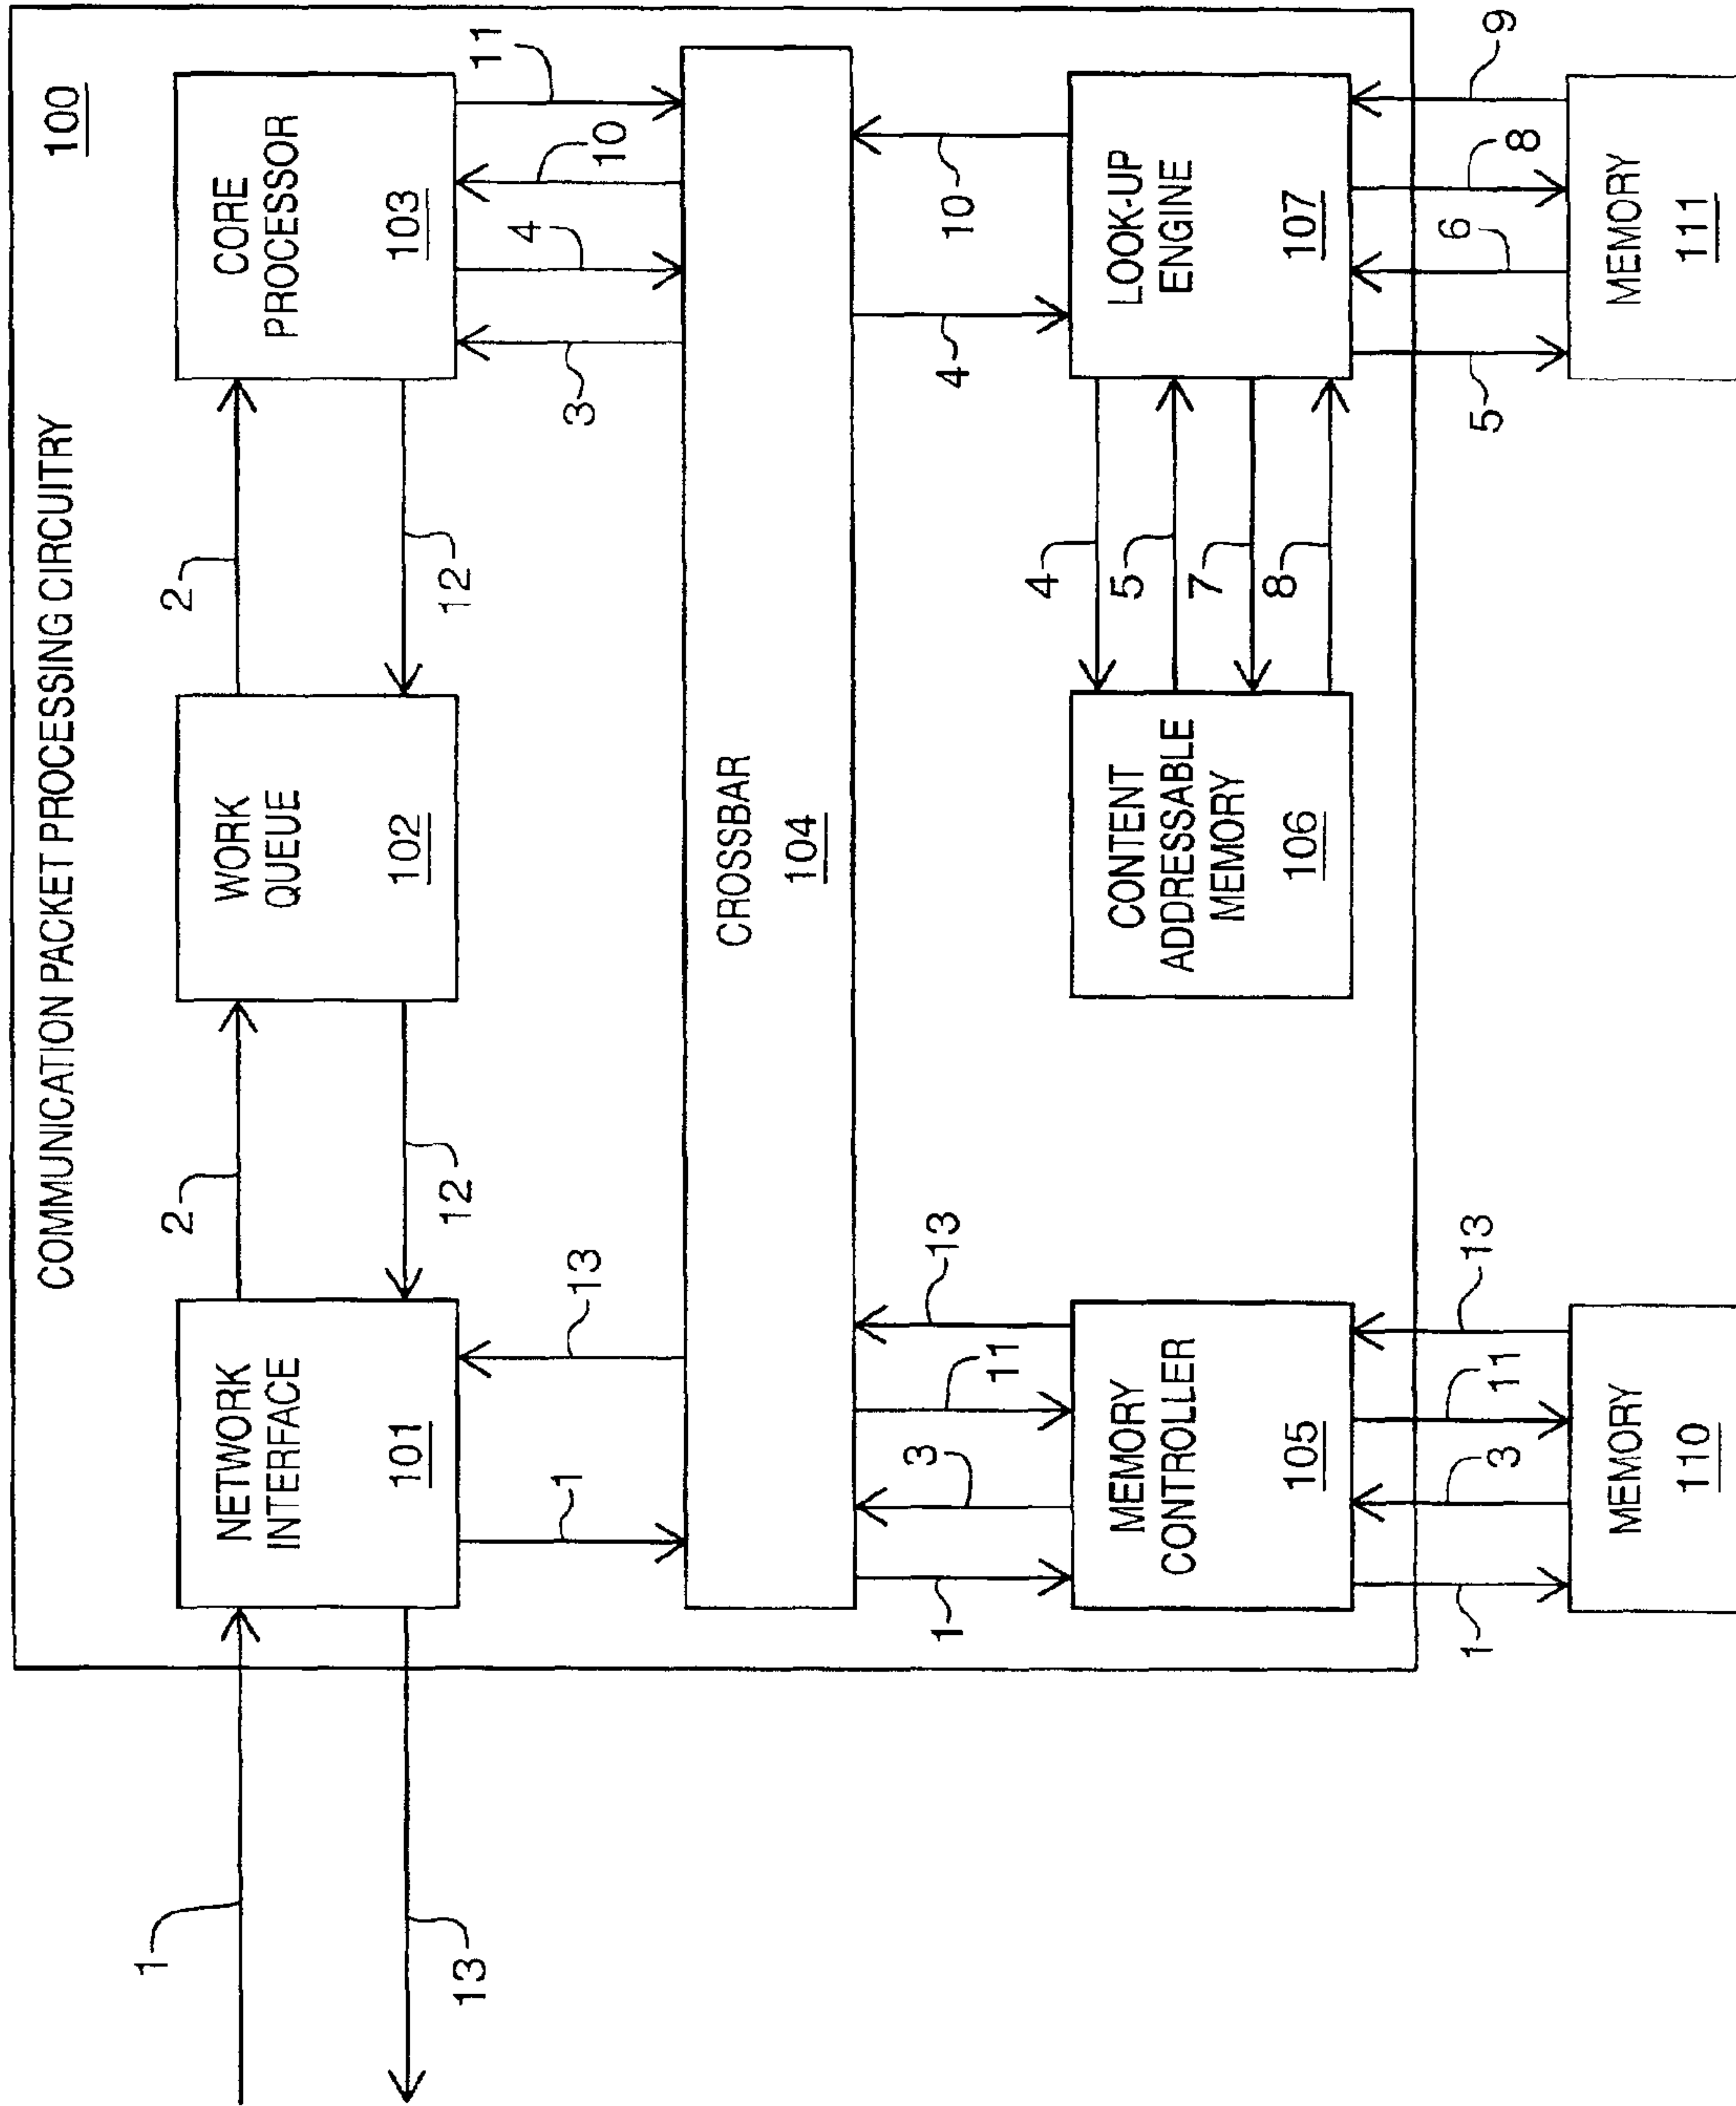 COMMUNICATION PACKET PROCESSING CIRCUITRY
100
1
13
NETWORK
INTERFACE
101
2
12
WORK
QUEUE
102
2
12
CORE
PROCESSOR
103
1
13
3
4
10
11
CROSSBAR
104
1
3
11
13
4
10
MEMORY
CONTROLLER
105
CONTENT
ADDRESSABLE
MEMORY
106
4
5
7
8
LOOK-UP
ENGINE
107
1
3
11
13
5
6
8
9
MEMORY
110
MEMORY
111